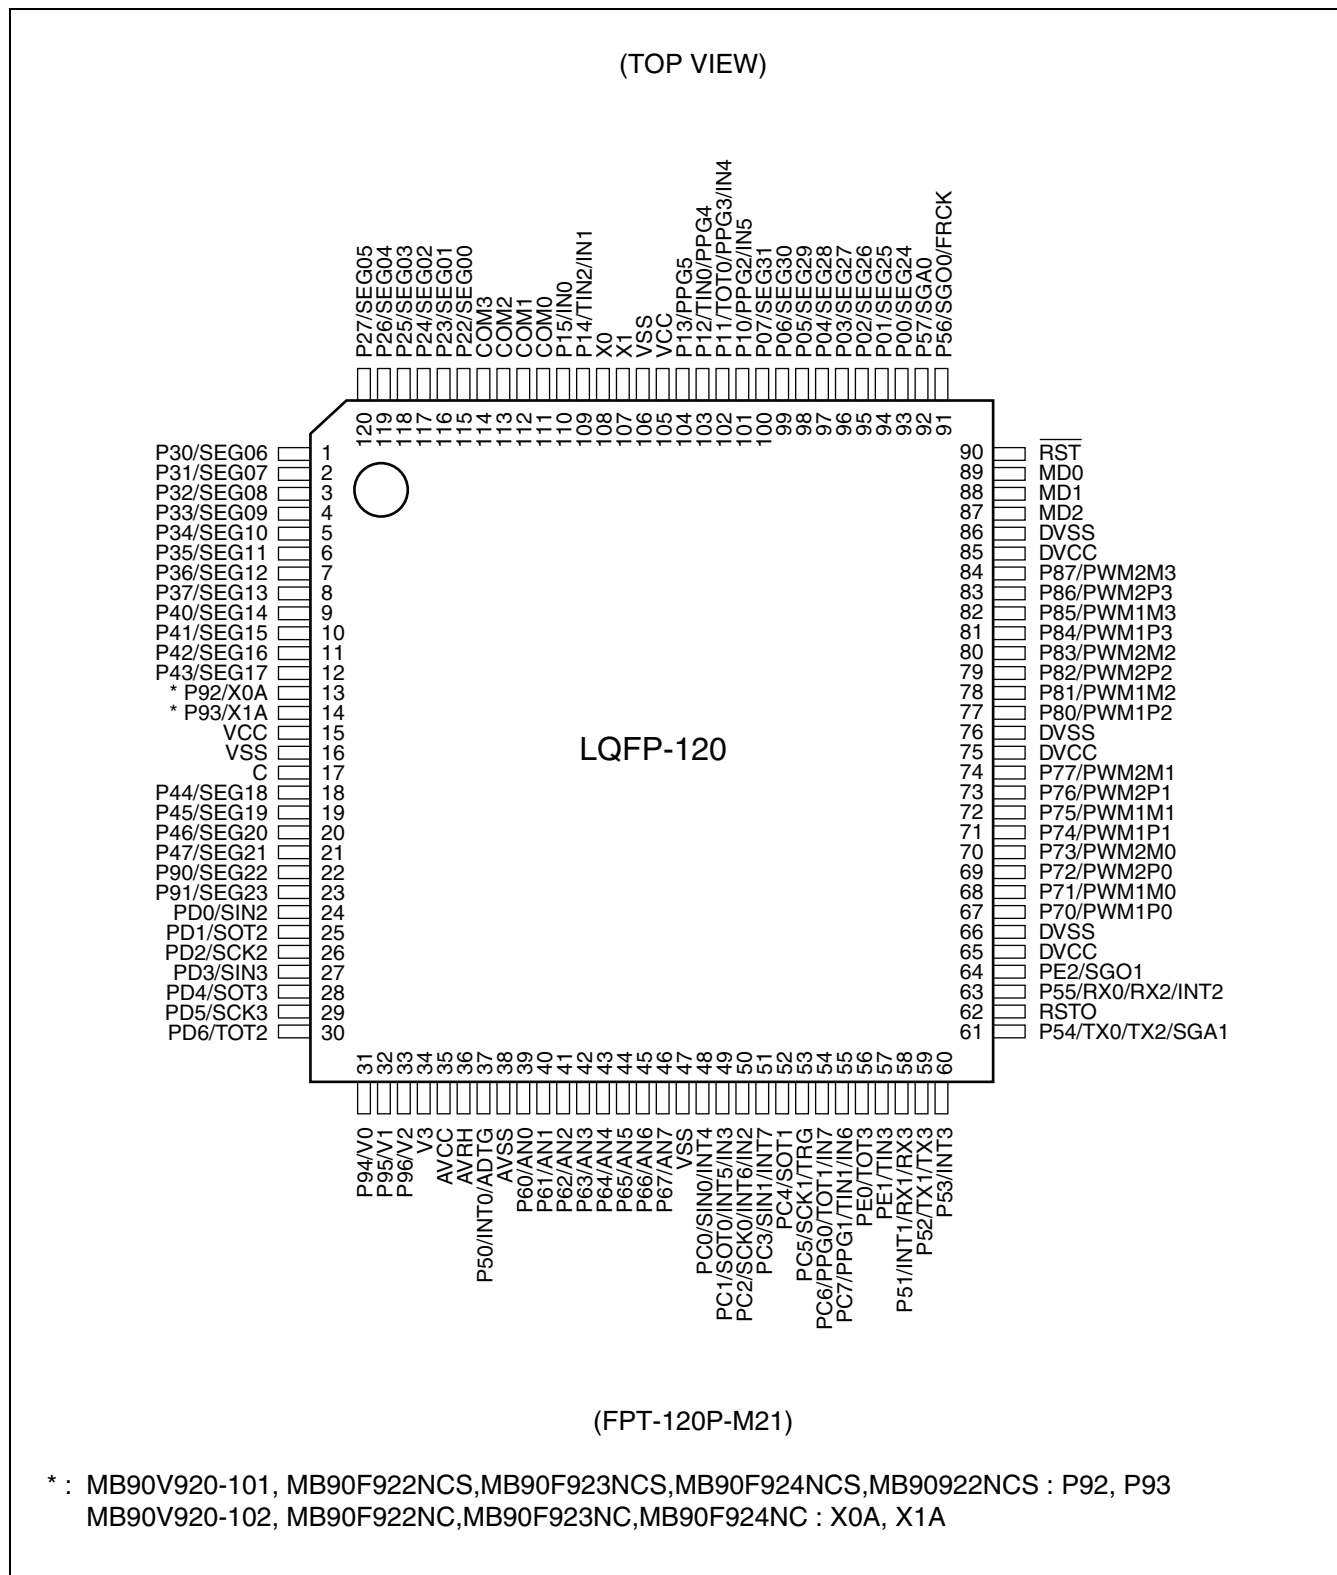 (TOP VIEW)
P27/SEG05
P26/SEG04
P25/SEG03
P24/SEG02
P23/SEG01
P22/SEG00
COM3
COM2
COM1
COM0
P15/IN0
P14/TIN2/IN1
X0
X1
VSS
VCC
P13/PPG5
P12/TIN0/PPG4
P11/TOT0/PPG3/IN4
P10/PPG2/IN5
P07/SEG31
P06/SEG30
P05/SEG29
P04/SEG28
P03/SEG27
P02/SEG26
P01/SEG25
P00/SEG24
P57/SGA0
P56/SGO0/FRCK
120
119
118
117
116
115
114
113
112
111
110
109
108
107
106
105
104
103
102
101
100
99
98
97
96
95
94
93
92
91
P30/SEG06 1
P31/SEG07 2
P32/SEG08 3
P33/SEG09 4
P34/SEG10 5
P35/SEG11 6
P36/SEG12 7
P37/SEG13 8
P40/SEG14 9
P41/SEG15 10
P42/SEG16 11
P43/SEG17 12
* P92/X0A 13
* P93/X1A 14
VCC 15
VSS 16
C 17
P44/SEG18 18
P45/SEG19 19
P46/SEG20 20
P47/SEG21 21
P90/SEG22 22
P91/SEG23 23
PD0/SIN2 24
PD1/SOT2 25
PD2/SCK2 26
PD3/SIN3 27
PD4/SOT3 28
PD5/SCK3 29
PD6/TOT2 30
LQFP-120
90 RST
89 MD0
88 MD1
87 MD2
86 DVSS
85 DVCC
84 P87/PWM2M3
83 P86/PWM2P3
82 P85/PWM1M3
81 P84/PWM1P3
80 P83/PWM2M2
79 P82/PWM2P2
78 P81/PWM1M2
77 P80/PWM1P2
76 DVSS
75 DVCC
74 P77/PWM2M1
73 P76/PWM2P1
72 P75/PWM1M1
71 P74/PWM1P1
70 P73/PWM2M0
69 P72/PWM2P0
68 P71/PWM1M0
67 P70/PWM1P0
66 DVSS
65 DVCC
64 PE2/SGO1
63 P55/RX0/RX2/INT2
62 RSTO
61 P54/TX0/TX2/SGA1
31
32
33
34
35
36
37
38
39
40
41
42
43
44
45
46
47
48
49
50
51
52
53
54
55
56
57
58
59
60
P94/V0
P95/V1
P96/V2
V3
AVCC
AVRH
P50/INT0/ADTG
AVSS
P60/AN0
P61/AN1
P62/AN2
P63/AN3
P64/AN4
P65/AN5
P66/AN6
P67/AN7
VSS
PC0/SIN0/INT4
PC1/SOT0/INT5/IN3
PC2/SCK0/INT6/IN2
PC3/SIN1/INT7
PC4/SOT1
PC5/SCK1/TRG
PC6/PPG0/TOT1/IN7
PC7/PPG1/TIN1/IN6
PE0/TOT3
PE1/TIN3
P51/INT1/RX1/RX3
P52/TX1/TX3
P53/INT3
(FPT-120P-M21)
* : MB90V920-101, MB90F922NCS,MB90F923NCS,MB90F924NCS,MB90922NCS : P92, P93
MB90V920-102, MB90F922NC,MB90F923NC,MB90F924NC : X0A, X1A